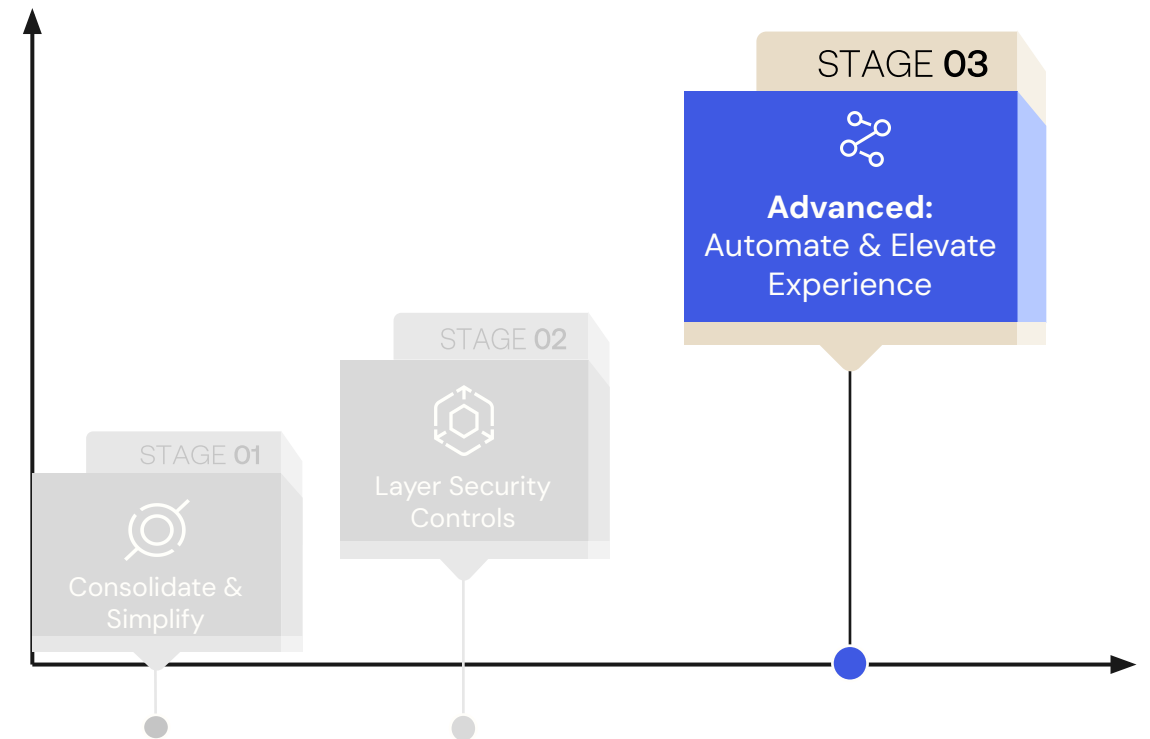 STAGE 03
Advanced:
Automate & Elevate
Experience
STAGE 02
Layer Security
Controls
STAGE 01
Consolidate &
Simplify